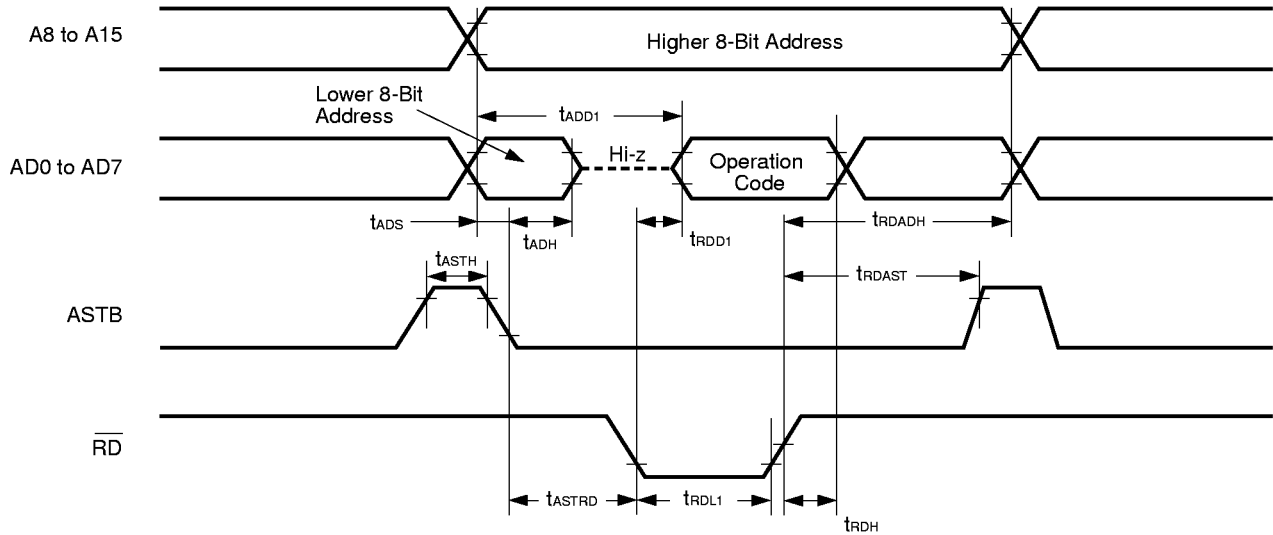 A8 to A15
Higher 8-Bit Address
Lower 8-Bit
Address
tADD1
AD0 to AD7
Hi-z
Operation
Code
tADS
tADH
tRDD1
tRDADH
tASTH
tRDAST
ASTB
RD
tASTRD
tRDL1
tRDH